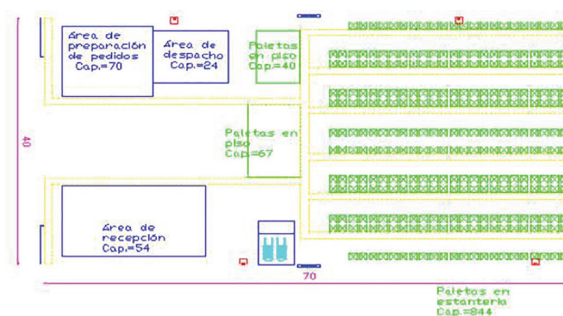 Área de
preparación
de pedidos
Cap.=70
Área de
despacho
Cap.=24
Paletas
en piso
Cap.=40
Paletas en
piso
Cap.=67
40
Área de
recepción
Cap.=54
70
Paletas en
estantería
Cap.=844